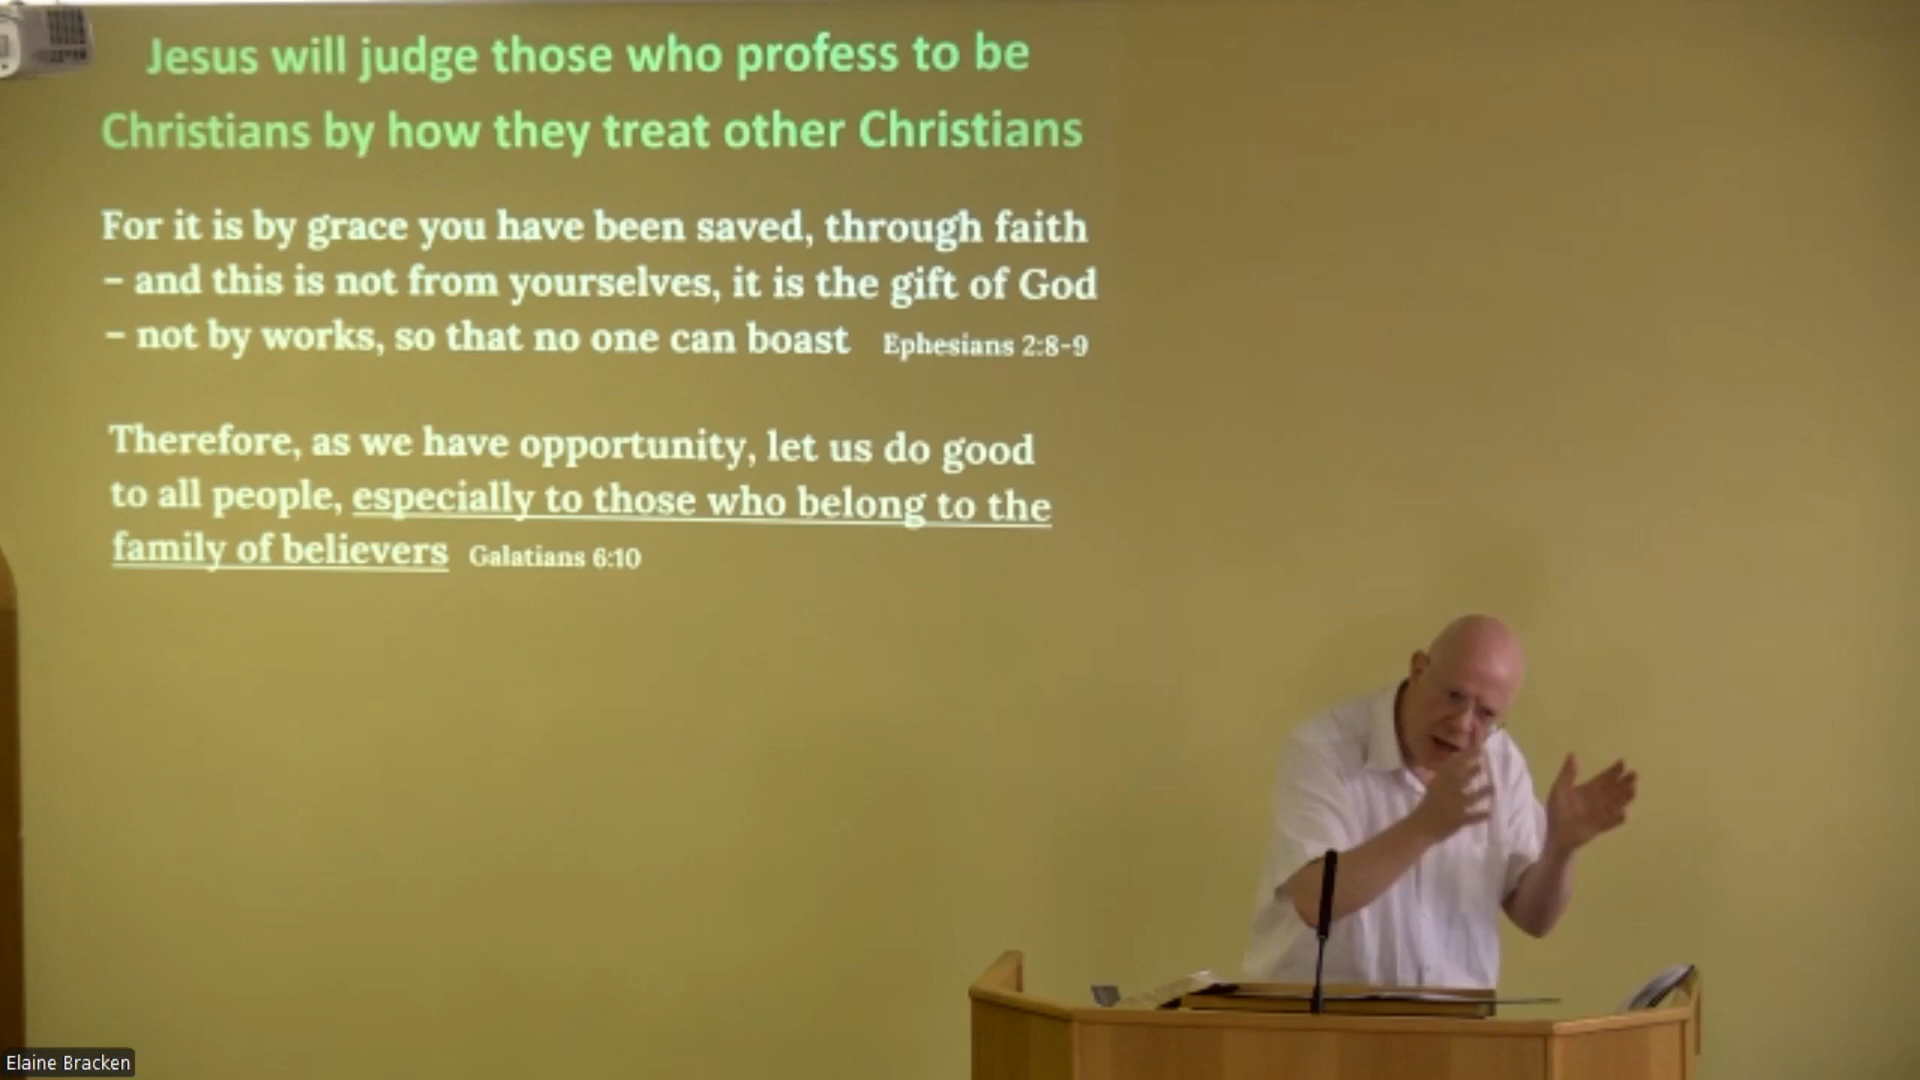 Jesus will judge those who profess to be
Christians by how they treat other Christians
For it is by grace you have been saved, through faith
– and this is not from yourselves, it is the gift of God
– not by works, so that no one can boast Ephesians 2:8-9
Therefore, as we have opportunity, let us do good
to all people, especially to those who belong to the
family of believers Galatians 6:10
Elaine Bracken